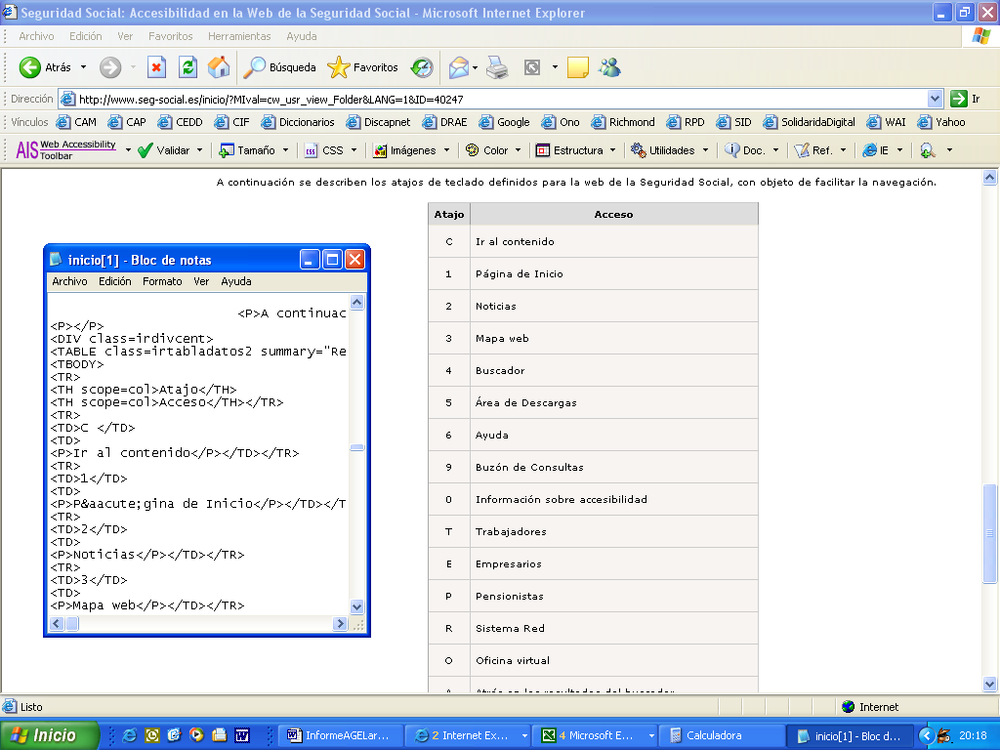 Seguridad Social: Accesibilidad en la Web de la Seguridad Social - Microsoft Internet Explorer
Archivo Edición Ver Favoritos Herramientas Ayuda
Atrás Búsqueda Favoritos
Dirección http://www.seg-social.es/inicio/?MIval=cw_usr_view_Folder&LANG=1&ID=40247 Ir
Vínculos CAM CAP CEDD CIF Diccionarios Discapnet DRAE Google Ono Richmond RPD SID SolidaridaDigital WAI Yahoo
AIS Web Accessibility Toolbar Validar Tamaño CSS Imágenes Color Estructura Utilidades Doc. Ref. IE
A continuación se describen los atajos de teclado definidos para la web de la Seguridad Social, con objeto de facilitar la navegación.
Atajo Acceso
C Ir al contenido
1 Página de Inicio
2 Noticias
3 Mapa web
4 Buscador
5 Área de Descargas
6 Ayuda
9 Buzón de Consultas
0 Información sobre accesibilidad
T Trabajadores
E Empresarios
P Pensionistas
R Sistema Red
O Oficina virtual
A Atrás en los resultados del buscador
inicio[1] - Bloc de notas
Archivo Edición Formato Ver Ayuda
<P>A continuac
<P></P>
<DIV class=irdivcent>
<TABLE class=irtabladatos2 summary="Re
<TBODY>
<TR>
<TH scope=col>Atajo</TH>
<TH scope=col>Acceso</TH></TR>
<TR>
<TD>C </TD>
<TD>
<P>Ir al contenido</P></TD></TR>
<TR>
<TD>1</TD>
<TD>
<P>P&aacute;gina de Inicio</P></TD></T
<TR>
<TD>2</TD>
<TD>
<P>Noticias</P></TD></TR>
<TR>
<TD>3</TD>
<TD>
<P>Mapa web</P></TD></TR>
Listo Internet
Inicio InformeAGELar... 2 Internet Ex... 4 Microsoft E... Calculadora inicio[1] - Bloc d... 20:18